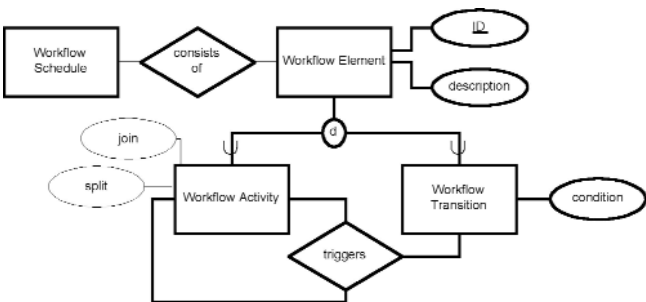 ID
Workflow
Schedule
consists
of
Workflow Element
description
d
join
split
Workflow Activity
Workflow
Transition
condition
triggers